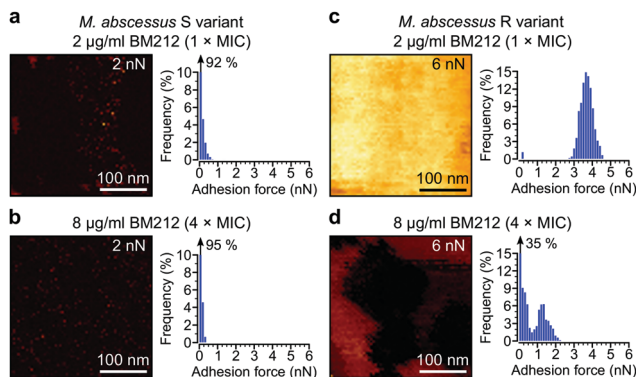 a
M. abscessus S variant
2 µg/ml BM212 (1 × MIC)
2 nN
100 nm
92 %
Frequency (%)
10
8
6
4
2
0
0 1 2 3 4 5 6
Adhesion force (nN)
c
M. abscessus R variant
2 µg/ml BM212 (1 × MIC)
6 nN
100 nm
Frequency (%)
15
12
9
6
3
0
0 1 2 3 4 5 6
Adhesion force (nN)
b
8 µg/ml BM212 (4 × MIC)
2 nN
100 nm
95 %
Frequency (%)
10
8
6
4
2
0
0 1 2 3 4 5 6
Adhesion force (nN)
d
8 µg/ml BM212 (4 × MIC)
6 nN
100 nm
35 %
Frequency (%)
15
12
9
6
3
0
0 1 2 3 4 5 6
Adhesion force (nN)